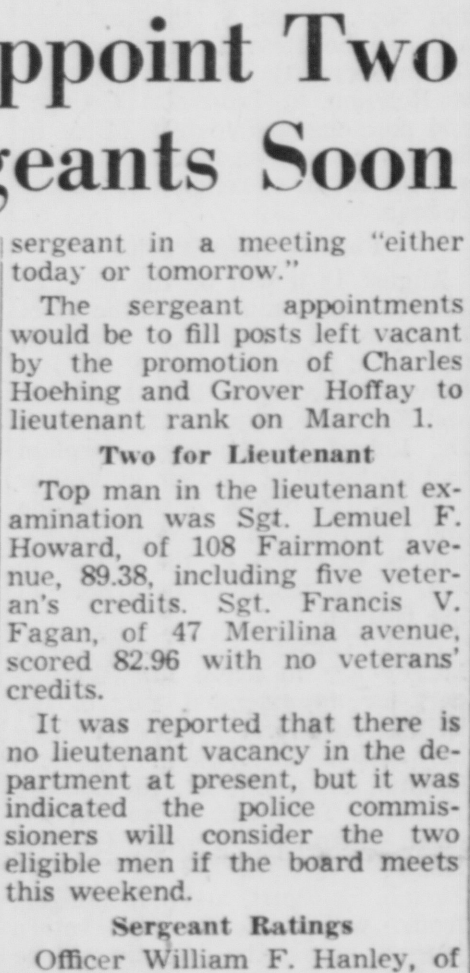 ppoint Two
geants Soon
sergeant in a meeting “either
today or tomorrow.”
The sergeant appointments
would be to fill posts left vacant
by the promotion of Charles
Hoehing and Grover Hoffay to
lieutenant rank on March 1.
Two for Lieutenant
Top man in the lieutenant ex-
amination was Sgt. Lemuel F.
Howard, of 108 Fairmont ave-
nue, 89.38, including five veter-
an's credits. Sgt. Francis V.
Fagan, of 47 Merilina avenue,
scored 82.96 with no veterans'
credits.
It was reported that there is
no lieutenant vacancy in the de-
partment at present, but it was
indicated the police commis-
sioners will consider the two
eligible men if the board meets
this weekend.
Sergeant Ratings
Officer William F. Hanley, of